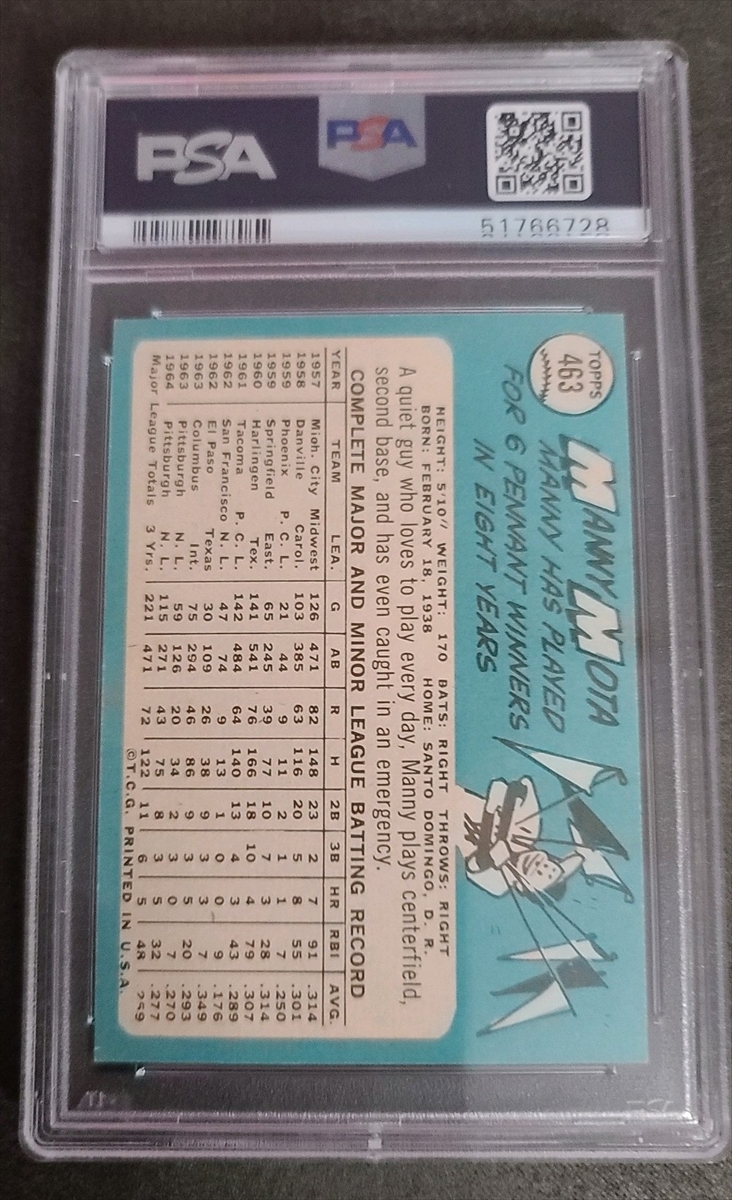 PSA
PSA
51766728
TOPPS
463
MANNY MOTA
MANNY HAS PLAYED
FOR 6 PENNANT WINNERS
IN EIGHT YEARS
HEIGHT: 5'10" WEIGHT: 170 BATS: RIGHT THROWS: RIGHT
BORN: FEBRUARY 18, 1938 HOME: SANTO DOMINGO, D. R.
A quiet guy who loves to play every day, Manny plays centerfield,
second base, and has even caught in an emergency.
COMPLETE MAJOR AND MINOR LEAGUE BATTING RECORD
YEAR TEAM LEA. G AB R H 2B 3B HR RBI AVG.
1957 Mich. City Midwest 126 471 82 148 23 2 7 91 .314
1958 Danville Carol. 103 385 63 116 20 5 8 55 .301
1959 Phoenix P. C. L. 21 44 9 11 2 1 1 7 .250
1959 Springfield East. 65 245 39 77 10 7 3 28 .314
1960 Harlingen Tex. 141 541 76 166 18 10 4 79 .307
1961 Tacoma P. C. L. 142 484 64 140 13 4 3 43 .289
1962 San Francisco N. L. 47 74 9 13 1 0 0 9 .176
1962 El Paso Texas 30 109 26 38 9 3 3 7 .349
1963 Columbus Int. 75 294 46 86 9 3 5 20 .293
1963 Pittsburgh N. L. 59 126 20 34 2 3 0 7 .270
1964 Pittsburgh N. L. 115 271 43 75 8 3 5 32 .277
Major League Totals 3 Yrs. 221 471 72 122 11 6 5 48 .259
©T.C.G. PRINTED IN U.S.A.